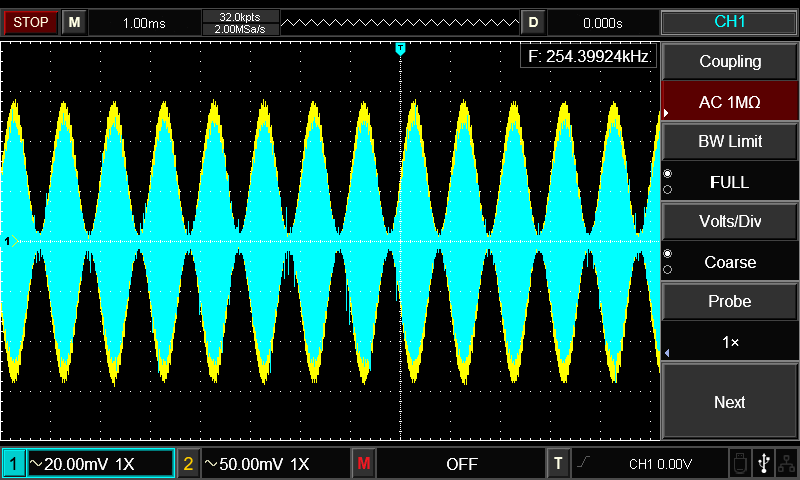 STOP M 1.00ms 32.0kpts D 0.000s CH1
2.00MSa/s
T
F: 254.39924kHz
Coupling
AC 1MΩ
BW Limit
FULL
Volts/Div
1
Coarse
Probe
1×
Next
1 ~20.00mV 1X 2 ~50.00mV 1X M OFF T CH1 0.00V